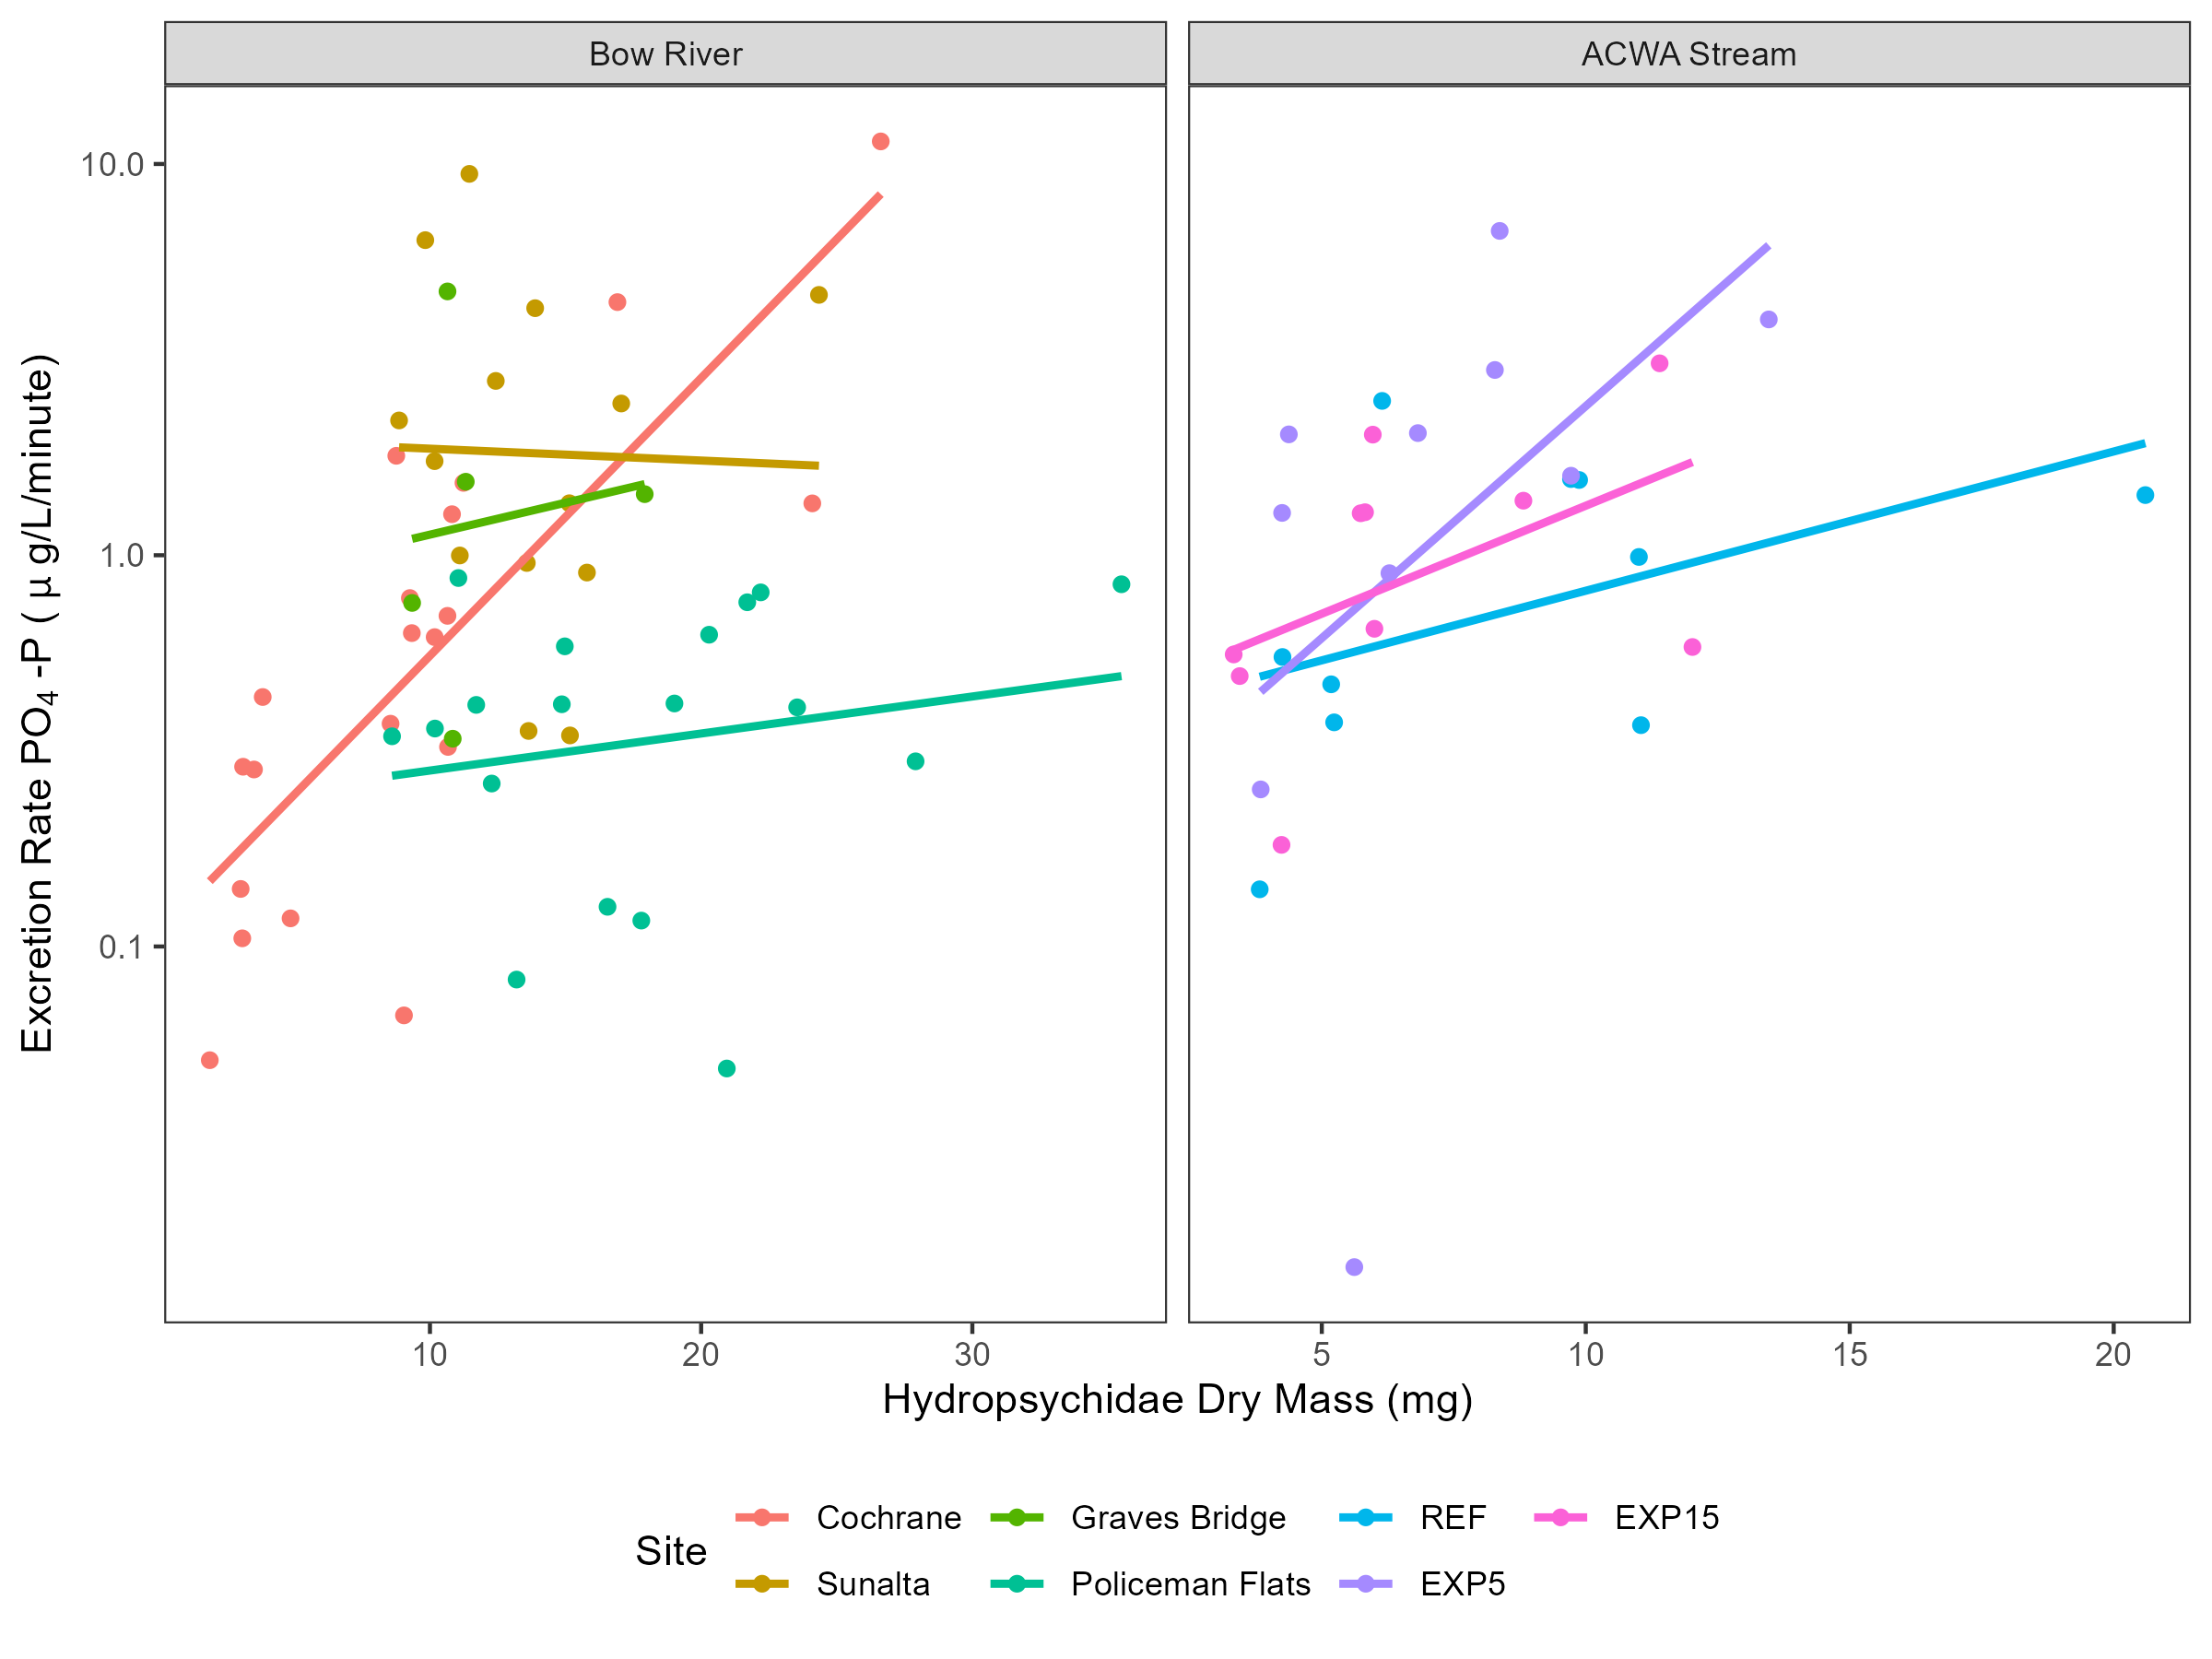 Bow River
ACWA Stream
Excretion Rate PO4 -P ( µ g/L/minute)
10.0
1.0
0.1
10 20 30
5 10 15 20
Hydropsychidae Dry Mass (mg)
Site
Cochrane Graves Bridge REF EXP15
Sunalta Policeman Flats EXP5